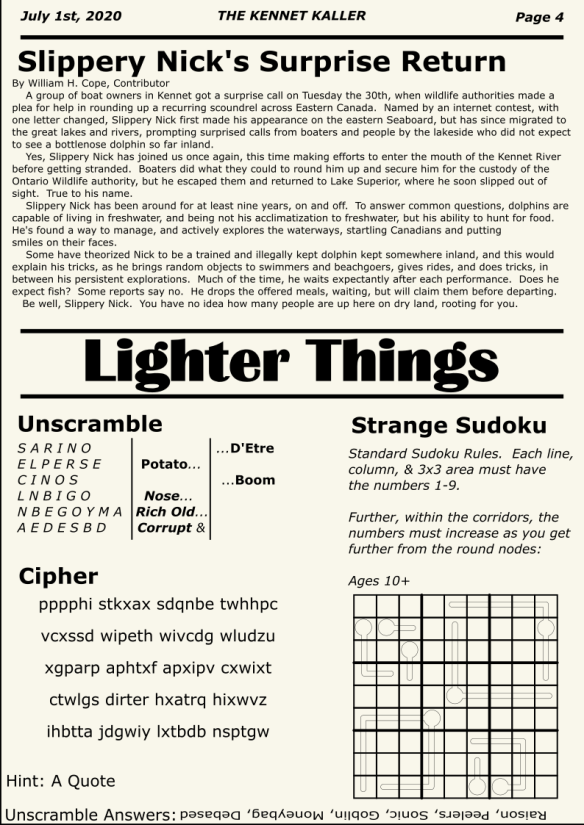 July 1st, 2020 THE KENNET KALLER Page 4
Slippery Nick's Surprise Return
By William H. Cope, Contributor
A group of boat owners in Kennet got a surprise call on Tuesday the 30th, when wildlife authorities made a
plea for help in rounding up a recurring scoundrel across Eastern Canada. Named by an internet contest, with
one letter changed, Slippery Nick first made his appearance on the eastern Seaboard, but has since migrated to
the great lakes and rivers, prompting surprised calls from boaters and people by the lakeside who did not expect
to see a bottlenose dolphin so far inland.
Yes, Slippery Nick has joined us once again, this time making efforts to enter the mouth of the Kennet River
before getting stranded. Boaters did what they could to round him up and secure him for the custody of the
Ontario Wildlife authority, but he escaped them and returned to Lake Superior, where he soon slipped out of
sight. True to his name.
Slippery Nick has been around for at least nine years, on and off. To answer common questions, dolphins are
capable of living in freshwater, and being not his acclimatization to freshwater, but his ability to hunt for food.
He's found a way to manage, and actively explores the waterways, startling Canadians and putting
smiles on their faces.
Some have theorized Nick to be a trained and illegally kept dolphin kept somewhere inland, and this would
explain his tricks, as he brings random objects to swimmers and beachgoers, gives rides, and does tricks, in
between his persistent explorations. Much of the time, he waits expectantly after each performance. Does he
expect fish? Some reports say no. He drops the offered meals, waiting, but will claim them before departing.
Be well, Slippery Nick. You have no idea how many people are up here on dry land, rooting for you.
Lighter Things
Unscramble
S A R I N O ...D'Etre
E L P E R S E Potato...
C I N O S ...Boom
L N B I G O Nose...
N B E G O Y M A Rich Old...
A E D E S B D Corrupt &
Cipher
pppphi stkxax sdqnbe twhhpc
vcxssd wipeth wivcdg wludzu
xgparp aphtxf apxipv cxwixt
ctwlgs dirter hxatrq hixwvz
ihbtta jdgwiy lxtbdb nsptgw
Hint: A Quote
Strange Sudoku
Standard Sudoku Rules. Each line,
column, & 3x3 area must have
the numbers 1-9.
Further, within the corridors, the
numbers must increase as you get
further from the round nodes:
Ages 10+
Unscramble Answers: Raison, Peelers, Sonic, Goblin, Moneybag, Debased